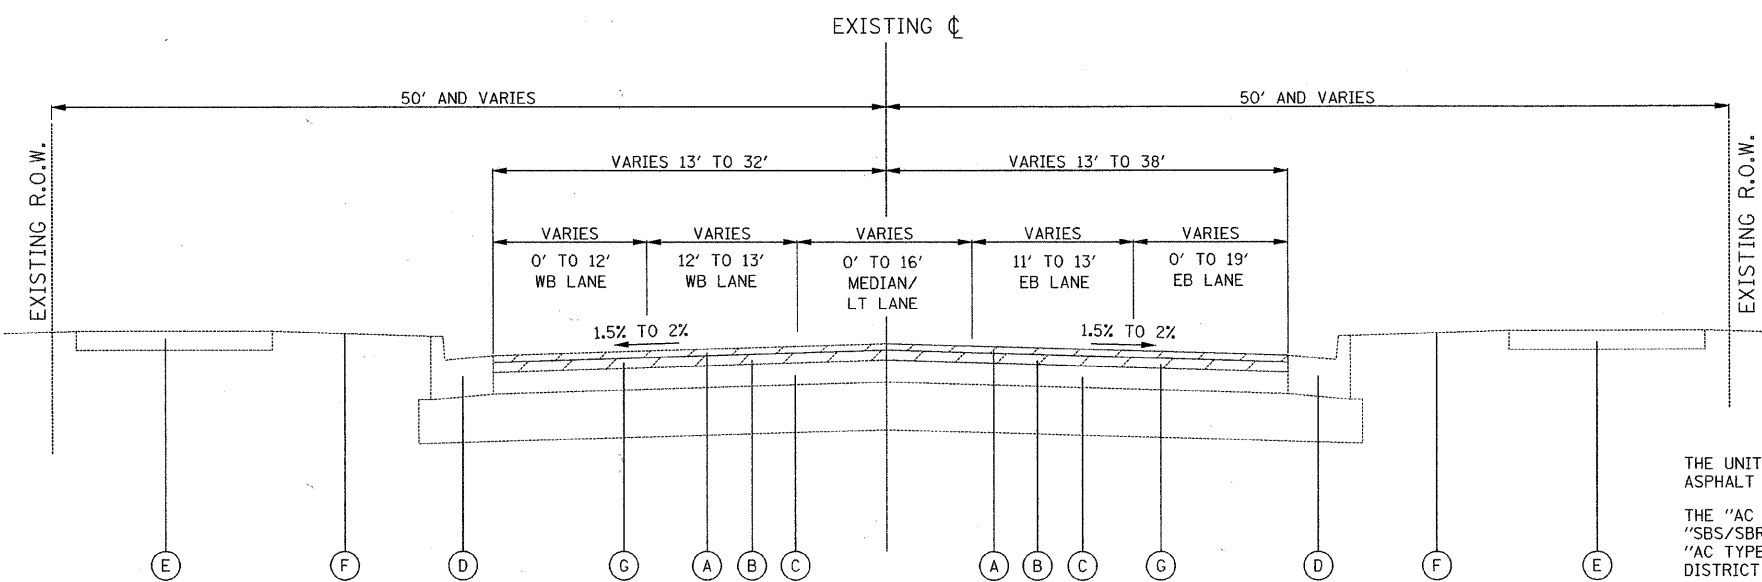 EXISTING ℄
50' AND VARIES
50' AND VARIES
EXISTING R.O.W.
EXISTING R.O.W.
VARIES 13' TO 32'
VARIES 13' TO 38'
VARIES
0' TO 12'
WB LANE
VARIES
12' TO 13'
WB LANE
VARIES
0' TO 16'
MEDIAN/
LT LANE
VARIES
11' TO 13'
EB LANE
VARIES
0' TO 19'
EB LANE
1.5% TO 2%
1.5% TO 2%
THE UNIT
ASPHALT
THE "AC
"SBS/SBR
"AC TYPE
DISTRICT
E F D G A B C A B C G D F E